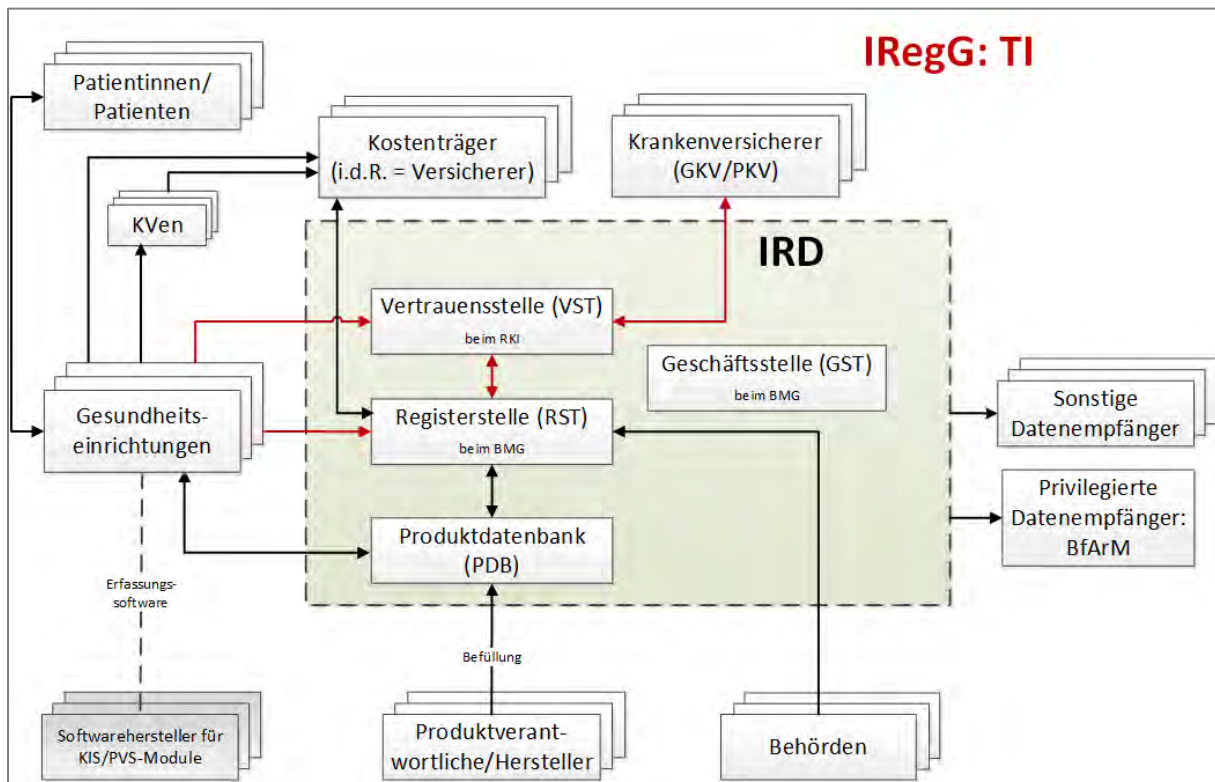 IRegG: TI
Patientinnen/
Patienten
Kostenträger
(i.d.R. = Versicherer)
Krankenversicherer
(GKV/PKV)
KVen
IRD
Vertrauensstelle (VST)
beim RKI
Geschäftsstelle (GST)
beim BMG
Gesundheits-
einrichtungen
Registerstelle (RST)
beim BMG
Sonstige
Datenempfänger
Privilegierte
Datenempfänger:
BfArM
Produktdatenbank
(PDB)
Erfassungs-
software
Befüllung
Softwarehersteller für
KIS/PVS-Module
Produktverant-
wortliche/Hersteller
Behörden